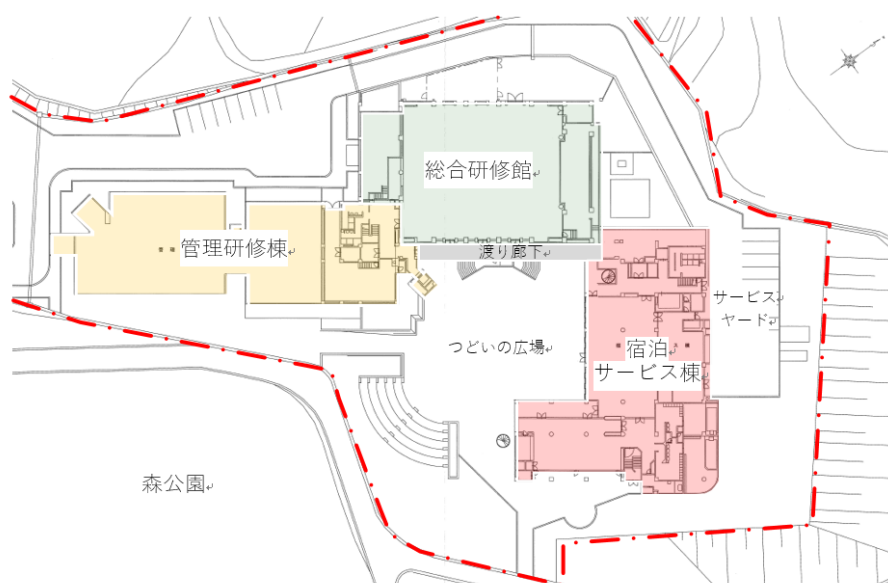 総合研修館
管理研修棟
渡り廊下
サービス
ヤード
つどいの広場
宿泊
サービス棟
森公園